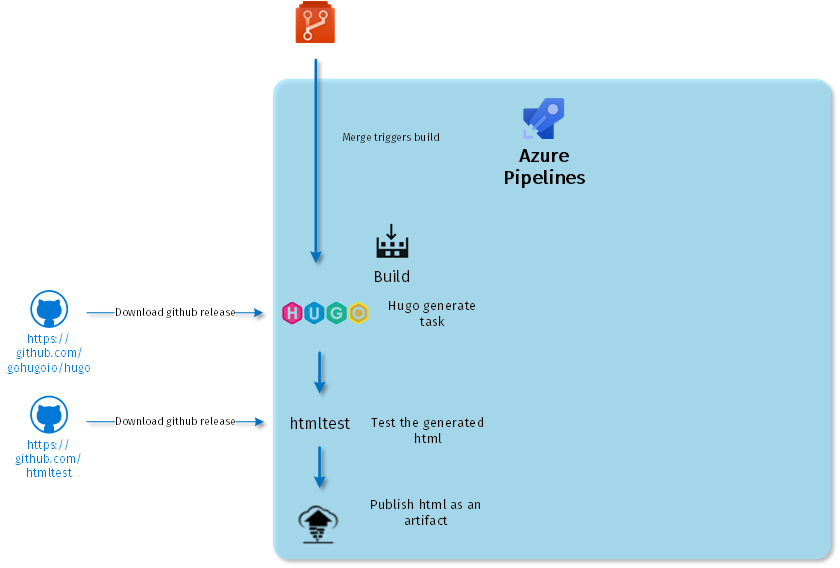 Merge triggers build
Azure
Pipelines
Build
HUGO
Hugo generate
task
Download github release
https://
github.com/
gohugoio/hugo
htmltest
Test the generated
html
Download github release
https://
github.com/
htmltest
Publish html as an
artifact